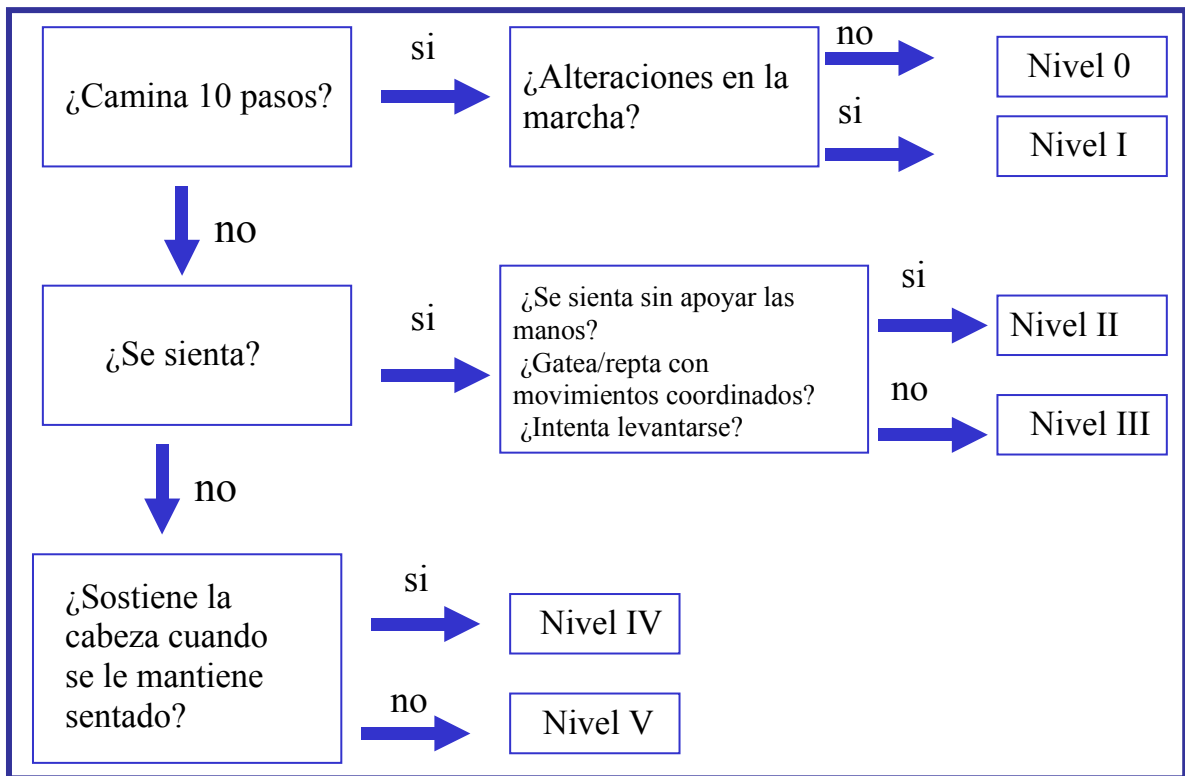 ¿Camina 10 pasos?
si
¿Alteraciones en la
marcha?
no
Nivel 0
si
Nivel I
no
¿Se sienta?
si
¿Se sienta sin apoyar las
manos?
¿Gatea/repta con
movimientos coordinados?
¿Intenta levantarse?
si
Nivel II
no
Nivel III
no
¿Sostiene la
cabeza cuando
se le mantiene
sentado?
si
Nivel IV
no
Nivel V